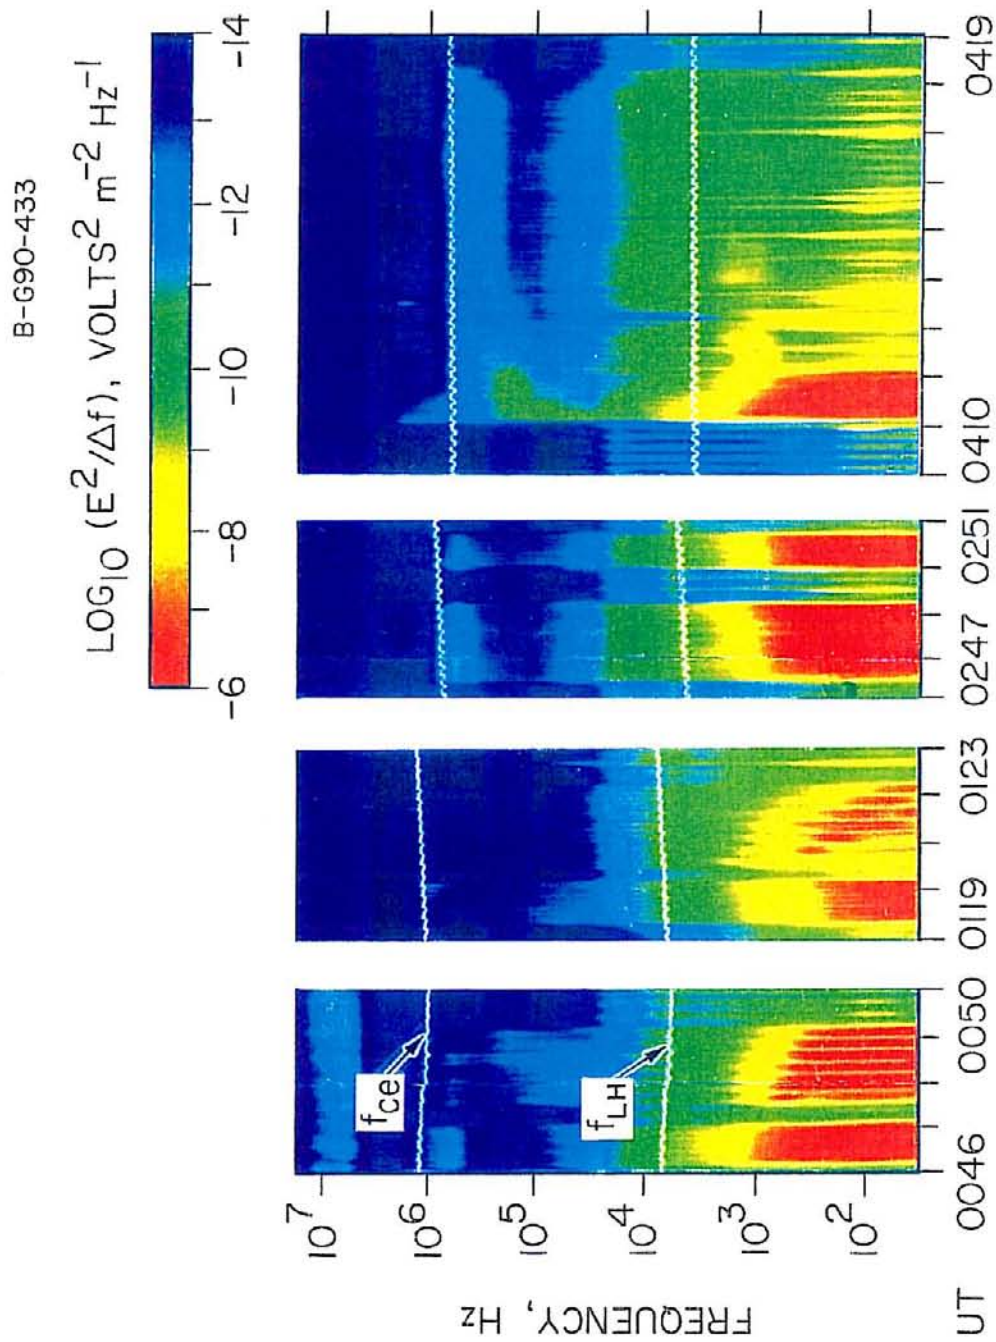 B-G90-433
LOG10 (E²/Δf), VOLTS² m⁻² Hz⁻¹
-6 -8 -10 -12 -14
FREQUENCY, Hz
10⁷
10⁶
10⁵
10⁴
10³
10²
fCE
fLH
UT 0046 0050 0119 0123 0247 0251 0410 0419